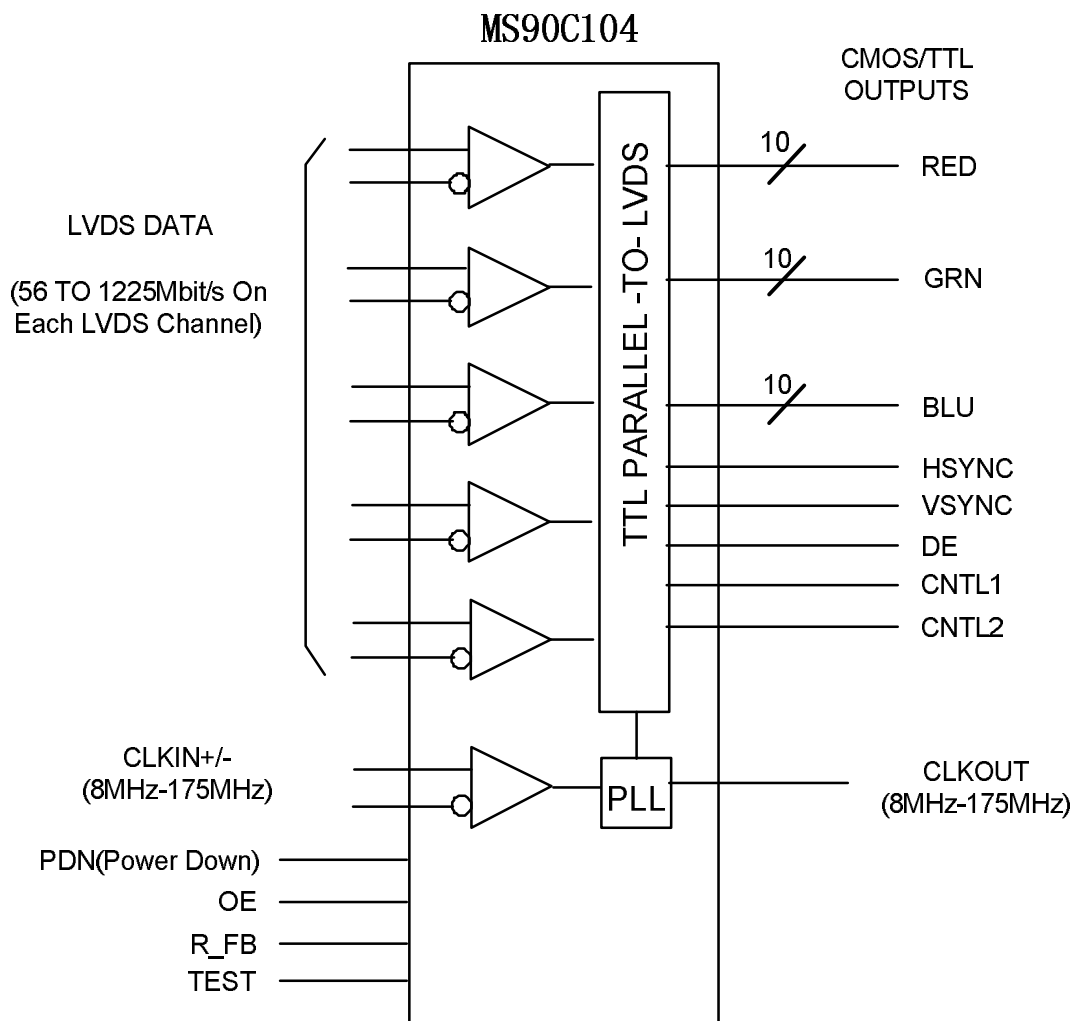 MS90C104
CMOS/TTL
OUTPUTS
LVDS DATA
(56 TO 1225Mbit/s On
Each LVDS Channel)
TTL PARALLEL -TO- LVDS
10
RED
10
GRN
10
BLU
HSYNC
VSYNC
DE
CNTL1
CNTL2
CLKIN+/-
(8MHz-175MHz)
PLL
CLKOUT
(8MHz-175MHz)
PDN(Power Down)
OE
R_FB
TEST